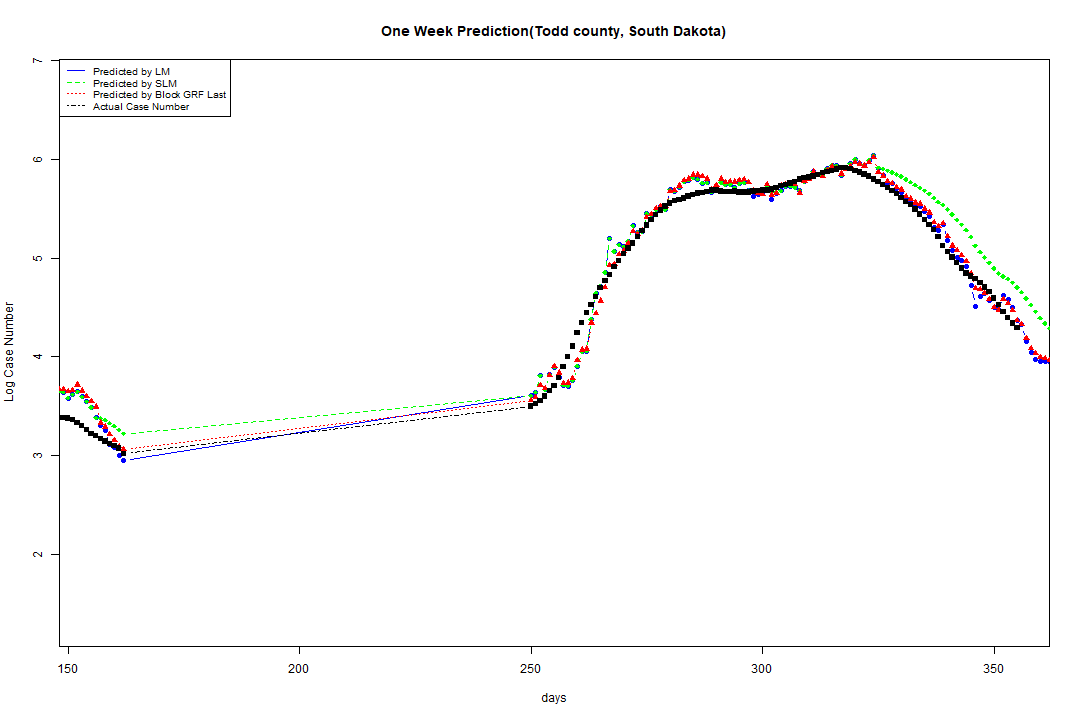 One Week Prediction(Todd county, South Dakota)
Predicted by LM
Predicted by SLM
Predicted by Block GRF Last
Actual Case Number
7
6
5
4
3
2
Log Case Number
150 200 250 300 350
days